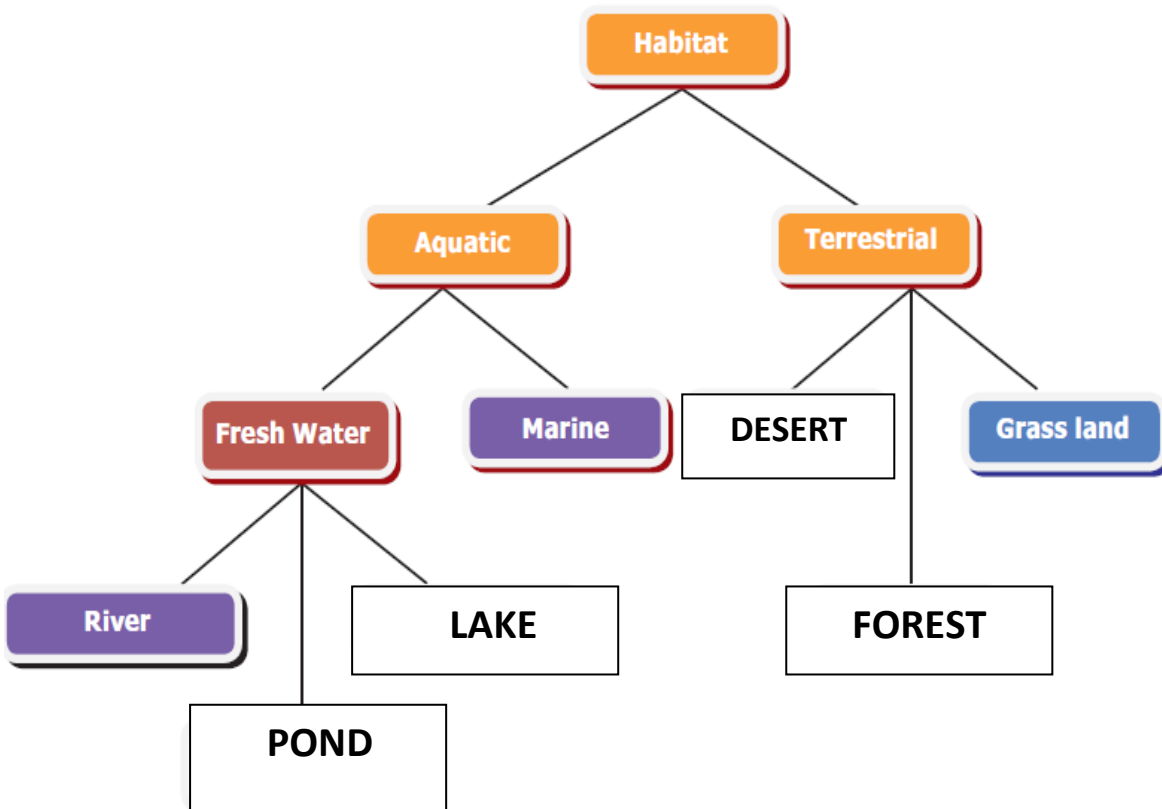 Habitat
Aquatic
Terrestrial
Fresh Water
Marine
DESERT
Grass land
River
LAKE
FOREST
POND